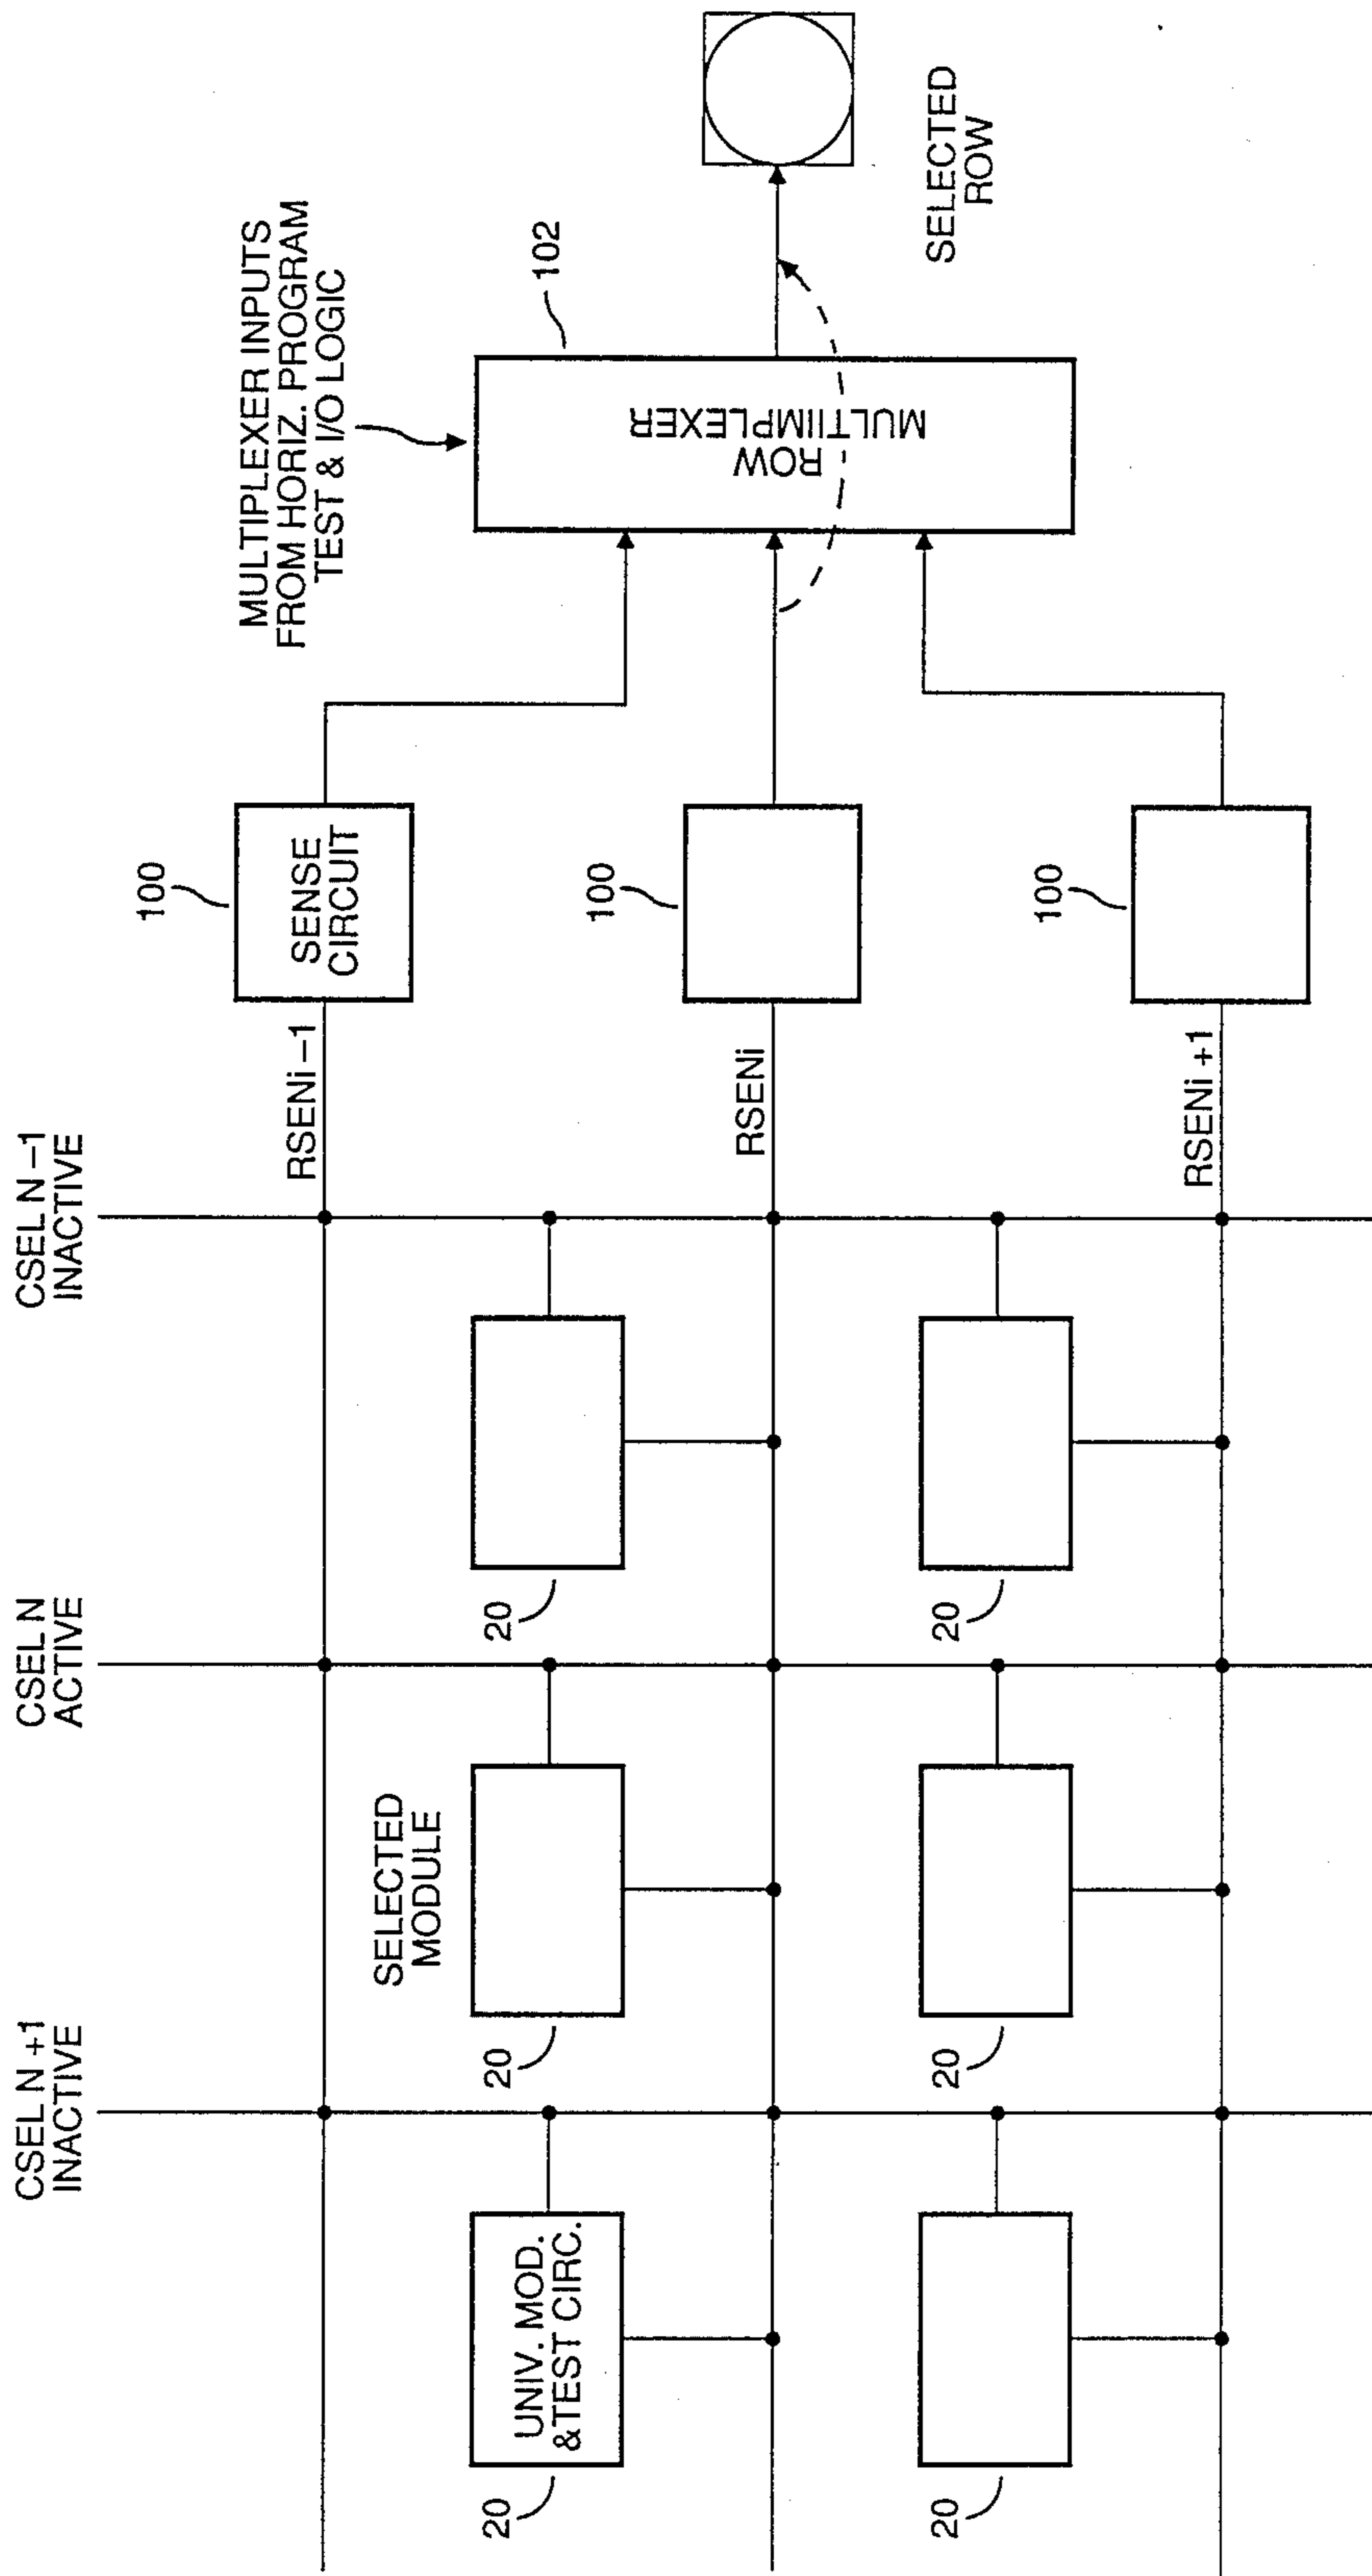 CSEL N +1
INACTIVE
CSEL N
ACTIVE
CSEL N –1
INACTIVE
100
SENSE
CIRCUIT
RSENi –1
MULTIPLEXER INPUTS
FROM HORIZ. PROGRAM
TEST & I/O LOGIC
SELECTED
MODULE
20
UNIV. MOD.
&TEST CIRC.
20
20
100
RSENi
102
ROW
MULTIIMPLEXER
SELECTED
ROW
20
20
20
100
RSENi +1